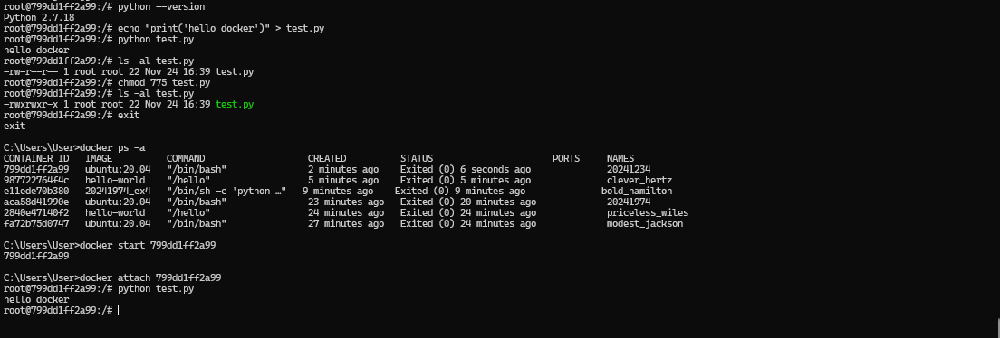 root@799dd1ff2a99:/# python --version
Python 2.7.18
root@799dd1ff2a99:/# echo "print('hello docker')" > test.py
root@799dd1ff2a99:/# python test.py
hello docker
root@799dd1ff2a99:/# ls -al test.py
-rw-r--r-- 1 root root 22 Nov 24 16:39 test.py
root@799dd1ff2a99:/# chmod 775 test.py
root@799dd1ff2a99:/# ls -al test.py
-rwxrwxr-x 1 root root 22 Nov 24 16:39 test.py
root@799dd1ff2a99:/# exit
exit
C:\Users\User>docker ps -a
CONTAINER ID   IMAGE          COMMAND                   CREATED          STATUS                      PORTS     NAMES
799dd1ff2a99   ubuntu:20.04   "/bin/bash"               2 minutes ago    Exited (0) 6 seconds ago              20241234
987722764f4c   hello-world    "/hello"                  5 minutes ago    Exited (0) 5 minutes ago              clever_hertz
e11ede70b380   20241974_ex4   "/bin/sh -c 'python …"   9 minutes ago    Exited (0) 9 minutes ago              bold_hamilton
aca58d41990e   ubuntu:20.04   "/bin/bash"               23 minutes ago   Exited (0) 20 minutes ago             20241974
2840e47140f2   hello-world    "/hello"                  24 minutes ago   Exited (0) 24 minutes ago             priceless_wiles
fa72b75d0747   ubuntu:20.04   "/bin/bash"               27 minutes ago   Exited (0) 24 minutes ago             modest_jackson
C:\Users\User>docker start 799dd1ff2a99
799dd1ff2a99
C:\Users\User>docker attach 799dd1ff2a99
root@799dd1ff2a99:/# python test.py
hello docker
root@799dd1ff2a99:/#